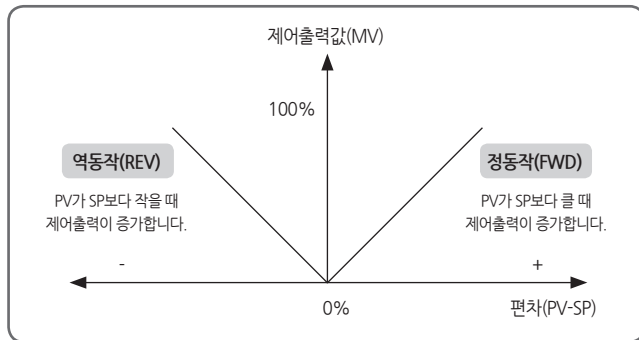 제어출력값(MV)
100%
역동작(REV)
PV가 SP보다 작을 때
제어출력이 증가합니다.
정동작(FWD)
PV가 SP보다 클 때
제어출력이 증가합니다.
-
+
0%
편차(PV-SP)